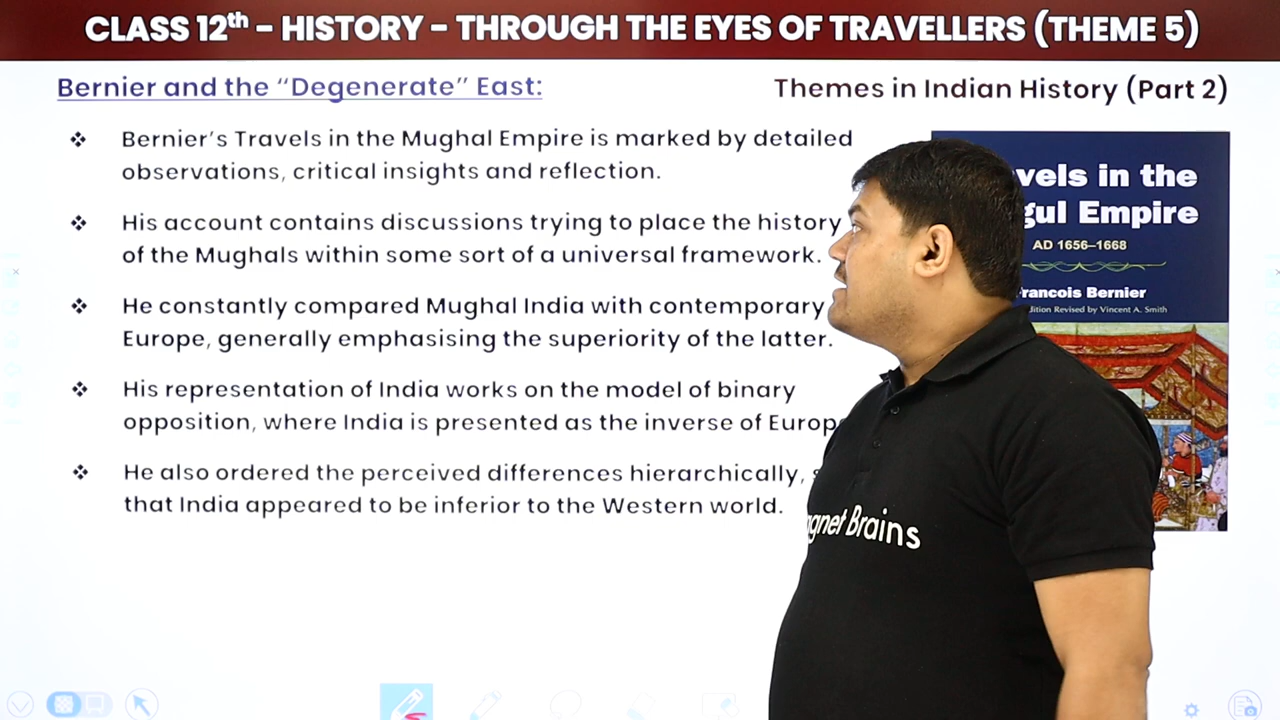 CLASS 12th – HISTORY – THROUGH THE EYES OF TRAVELLERS (THEME 5)
Bernier and the “Degenerate” East:
Themes in Indian History (Part 2)
❖ Bernier’s Travels in the Mughal Empire is marked by detailed
observations, critical insights and reflection.
❖ His account contains discussions trying to place the history
of the Mughals within some sort of a universal framework.
❖ He constantly compared Mughal India with contemporary
Europe, generally emphasising the superiority of the latter.
❖ His representation of India works on the model of binary
opposition, where India is presented as the inverse of Europ
❖ He also ordered the perceived differences hierarchically,
that India appeared to be inferior to the Western world.
vels in the
gul Empire
AD 1656–1668
rancois Bernier
dition Revised by Vincent A. Smith
gnet Brains